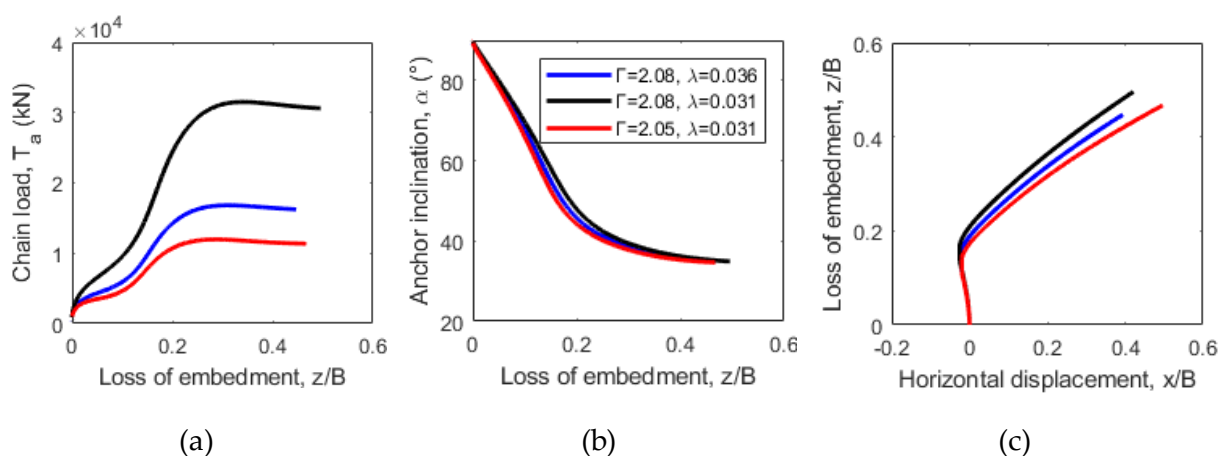 × 10⁴
4
3
2
1
0
0 0.2 0.4 0.6
Chain load, Tₐ (kN)
Loss of embedment, z/B
(a)
80
60
40
20
0 0.2 0.4 0.6
Anchor inclination, α (°)
Γ=2.08, λ=0.036
Γ=2.08, λ=0.031
Γ=2.05, λ=0.031
Loss of embedment, z/B
(b)
0.6
0.4
0.2
0
-0.2 0 0.2 0.4 0.6
Loss of embedment, z/B
Horizontal displacement, x/B
(c)